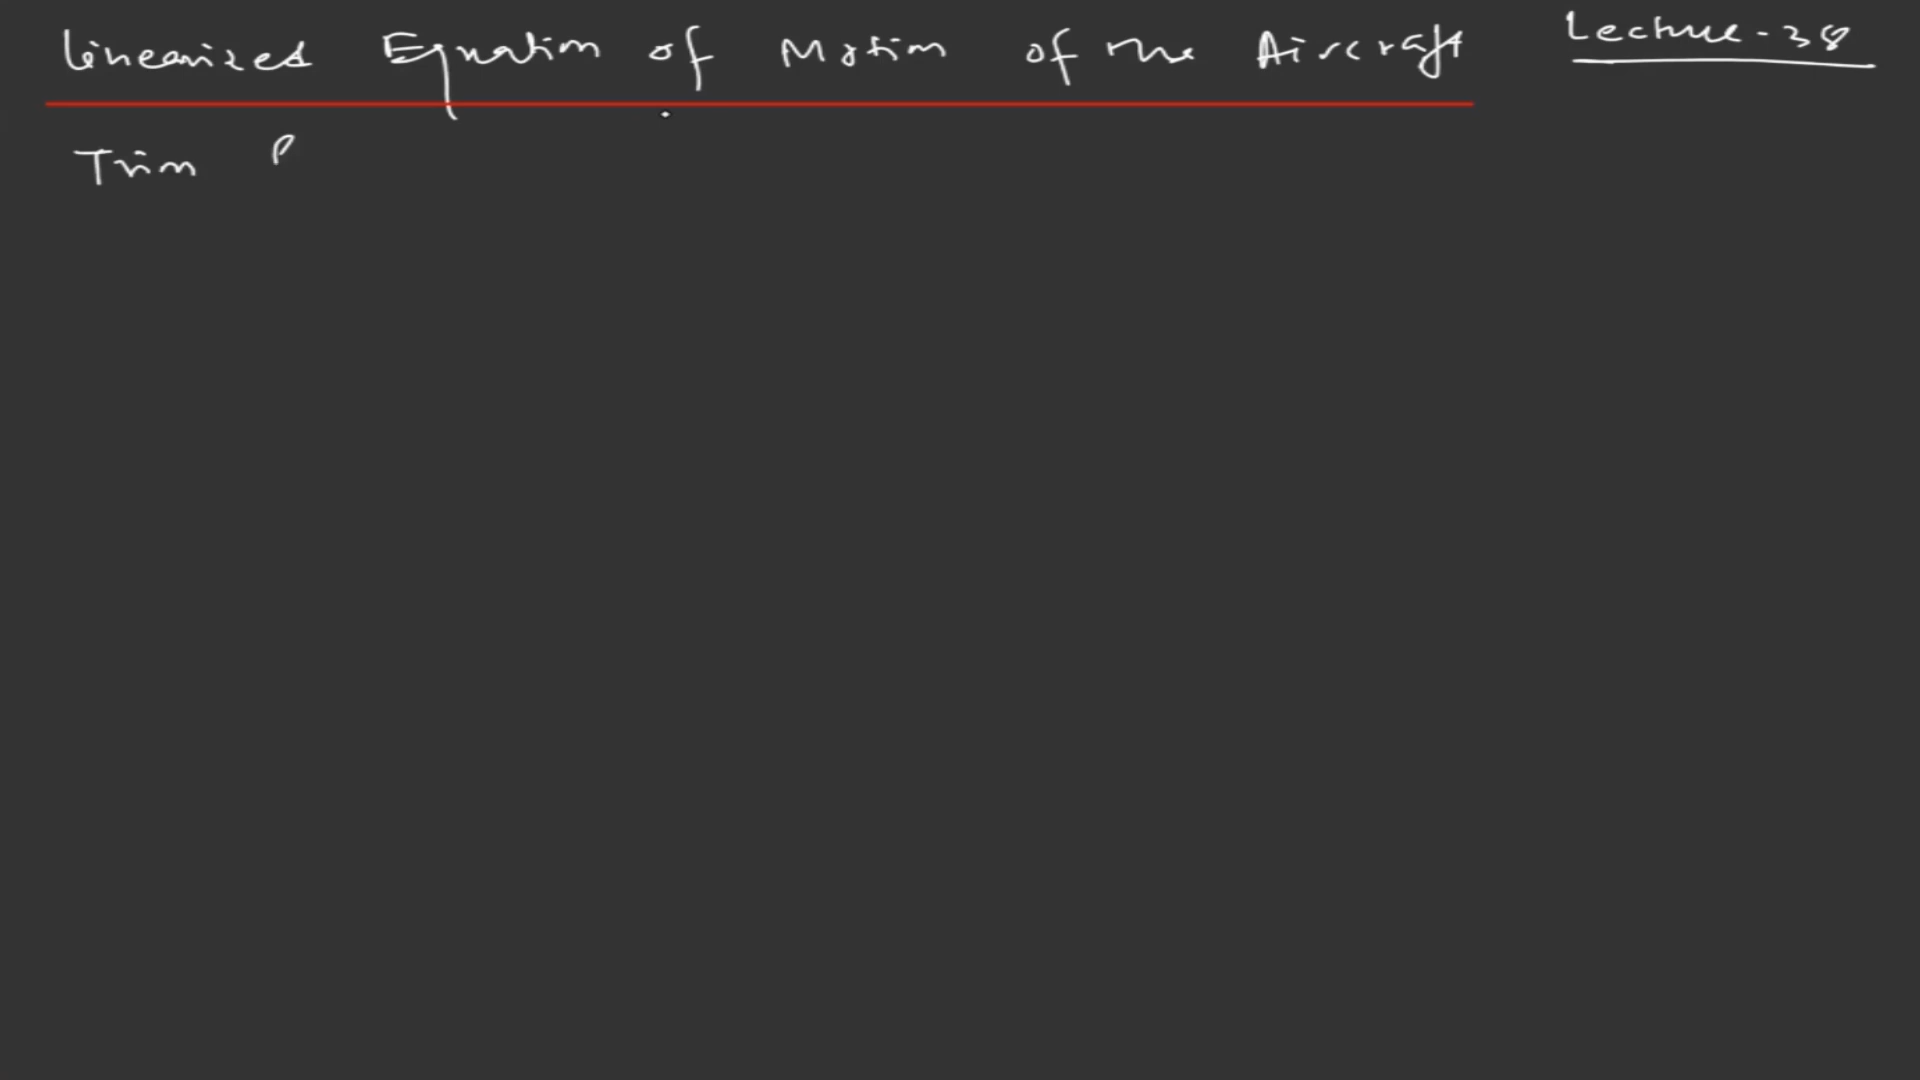 Linearized Equation of Motion of the Aircraft
Lecture-38
Trim P